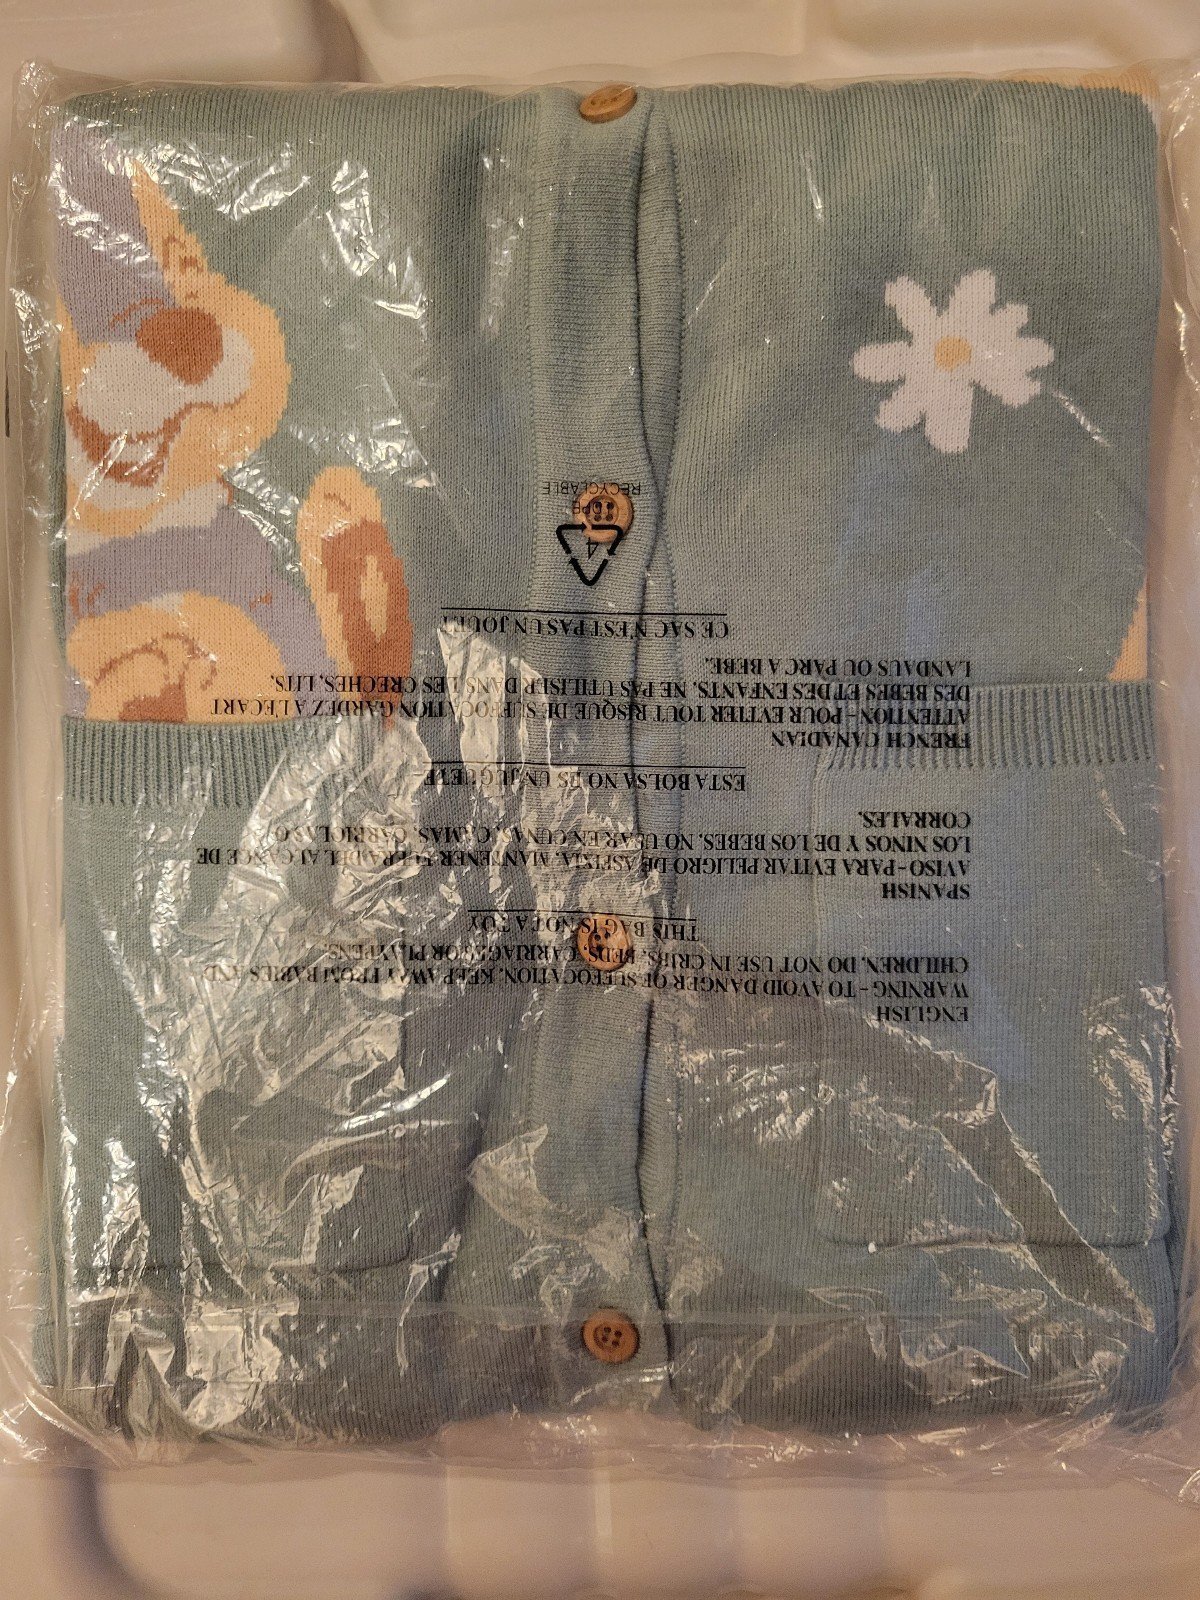 ENGLISH
WARNING - TO AVOID DANGER OF SUFFOCATION, KEEP AWAY FROM BABIES AND
CHILDREN, DO NOT USE IN CRIBS, BEDS, CARRIAGES OR PLAYPENS.
THIS BAG IS NOT A TOY
SPANISH
AVISO-PARA EVITAR PELIGRO DE ASFIXIA, MANTENER FUERA DEL ALCANCE DE
LOS NINOS Y DE LOS BEBES, NO USAR EN CUNAS, CAMAS, CARRIOLAS O
CORRALES.
ESTA BOLSA NO ES UN JUGUETE
FRENCH CANADIAN
ATTENTION - POUR EVITER TOUT RISQUE DE SUFFOCATION GARDEZ A L'ECART
DES BEBES ET DES ENFANTS, NE PAS UTILISER DANS LES CRECHES, LITS,
LANDAUS OU PARC A BEBE.
CE SAC N'EST PAS UN JOUET
4
LDPE
RECYCLABLE